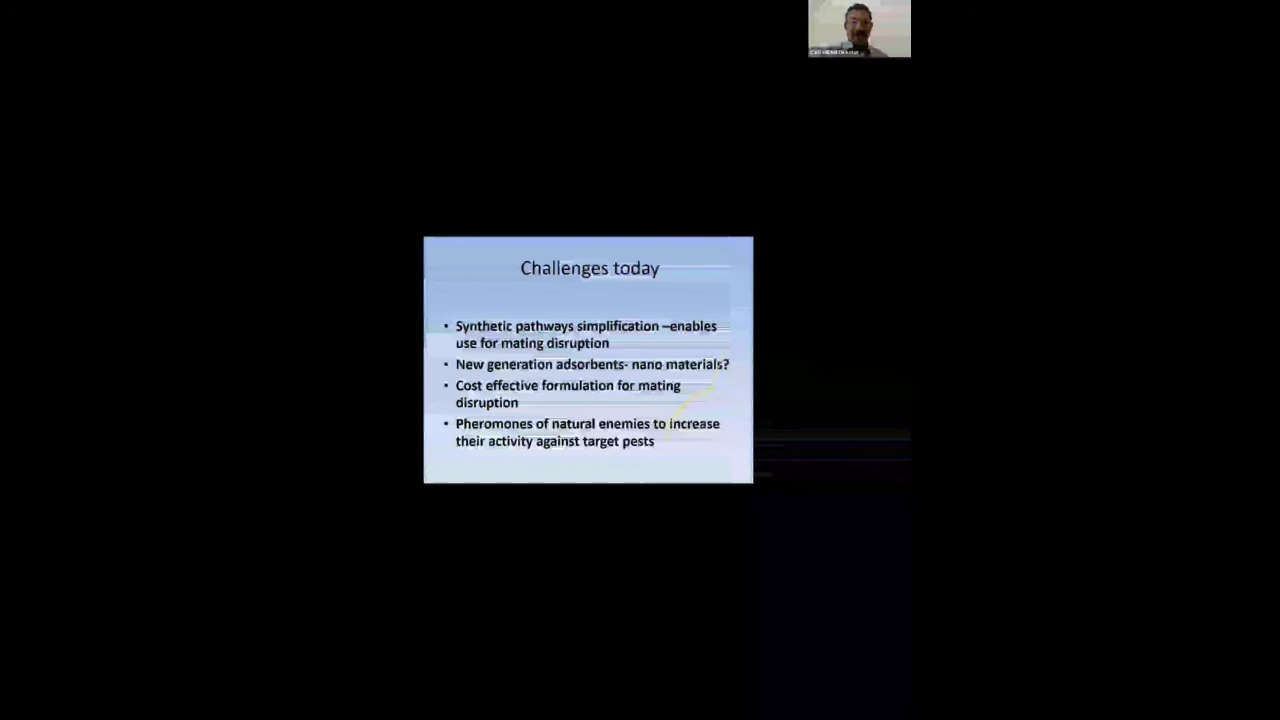 Challenges today
• Synthetic pathways simplification –enables
use for mating disruption
• New generation adsorbents- nano materials?
• Cost effective formulation for mating
disruption
• Pheromones of natural enemies to increase
their activity against target pests